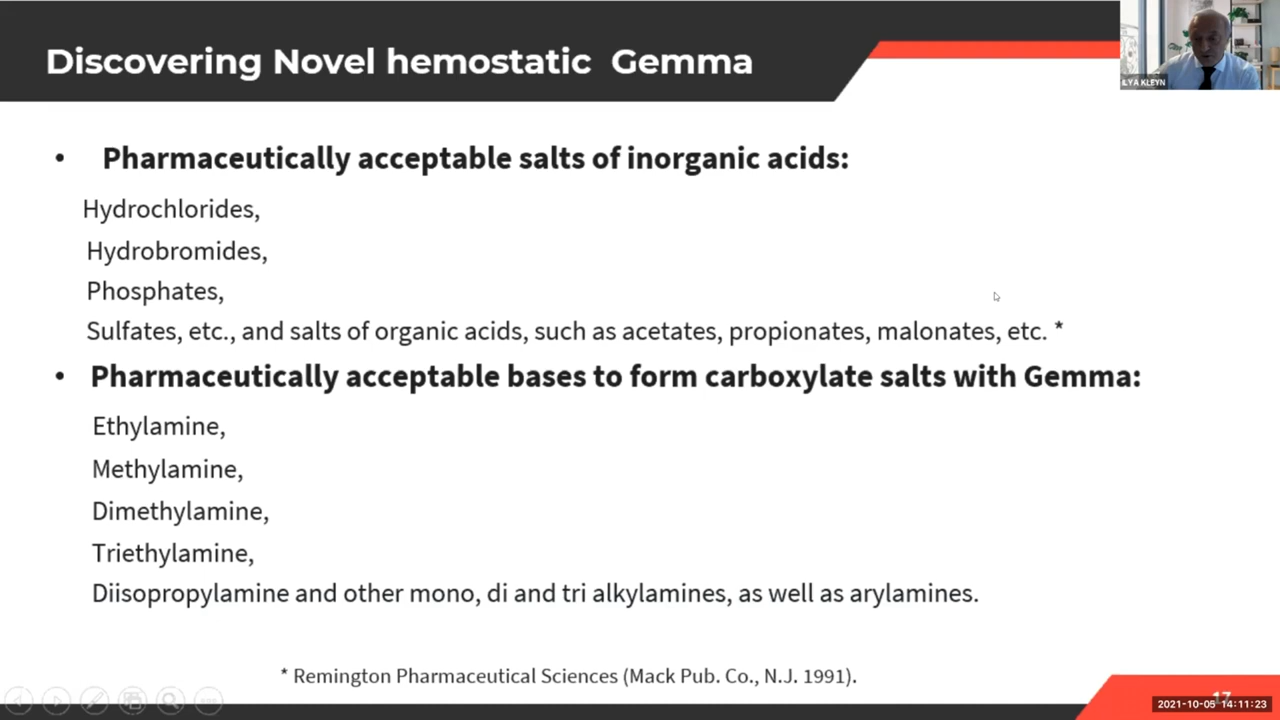 Discovering Novel hemostatic Gemma
ILYA KLEYN
• Pharmaceutically acceptable salts of inorganic acids:
Hydrochlorides,
Hydrobromides,
Phosphates,
Sulfates, etc., and salts of organic acids, such as acetates, propionates, malonates, etc. *
• Pharmaceutically acceptable bases to form carboxylate salts with Gemma:
Ethylamine,
Methylamine,
Dimethylamine,
Triethylamine,
Diisopropylamine and other mono, di and tri alkylamines, as well as arylamines.
* Remington Pharmaceutical Sciences (Mack Pub. Co., N.J. 1991).
17
2021-10-05 14:11:23